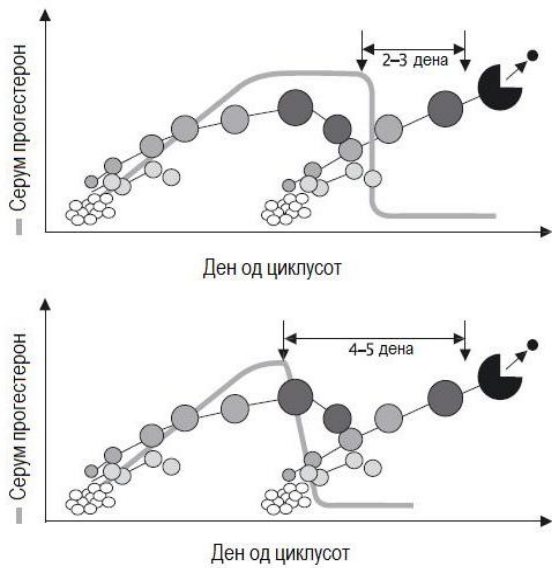 Серум прогестерон
2–3 дена
Ден од циклусот
Серум прогестерон
4–5 дена
Ден од циклусот